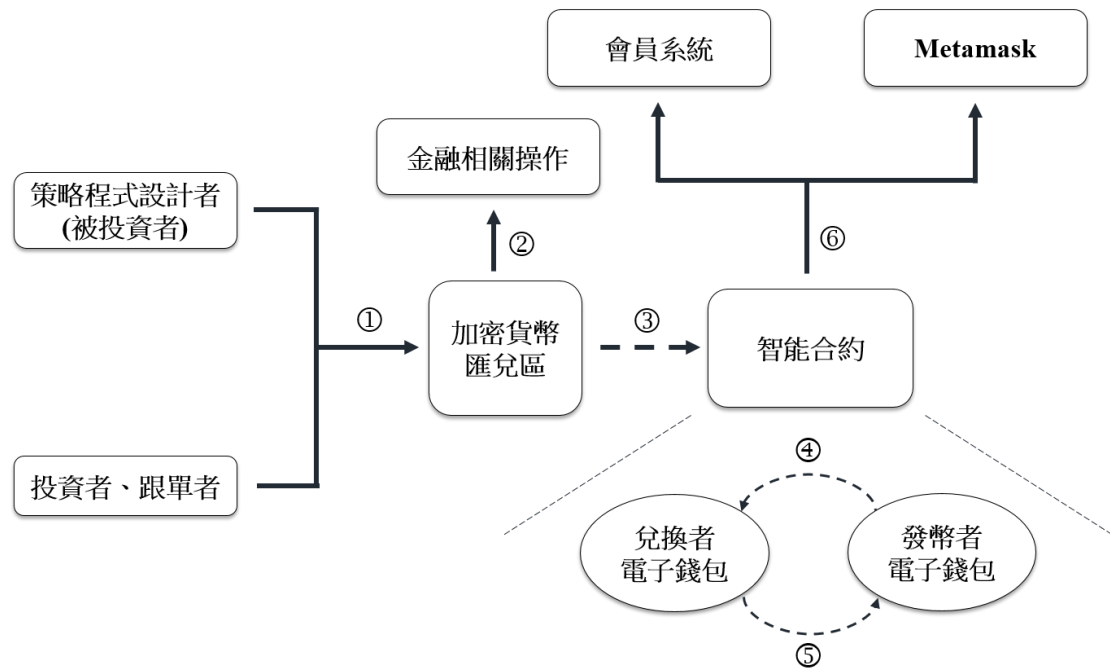 會員系統
Metamask
金融相關操作
策略程式設計者
(被投資者)
②
⑥
①
加密貨幣
匯兌區
③
智能合約
投資者、跟單者
④
兌換者
電子錢包
發幣者
電子錢包
⑤